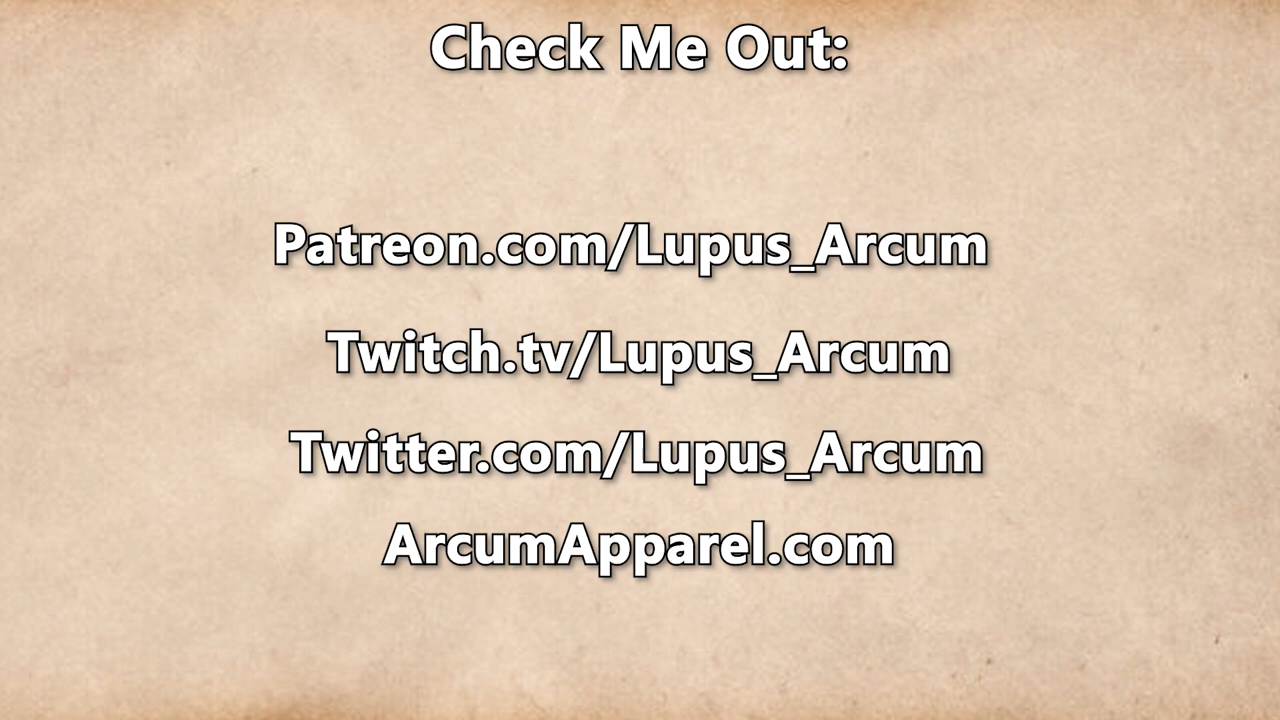 Check Me Out:
Patreon.com/Lupus_Arcum
Twitch.tv/Lupus_Arcum
Twitter.com/Lupus_Arcum
ArcumApparel.com